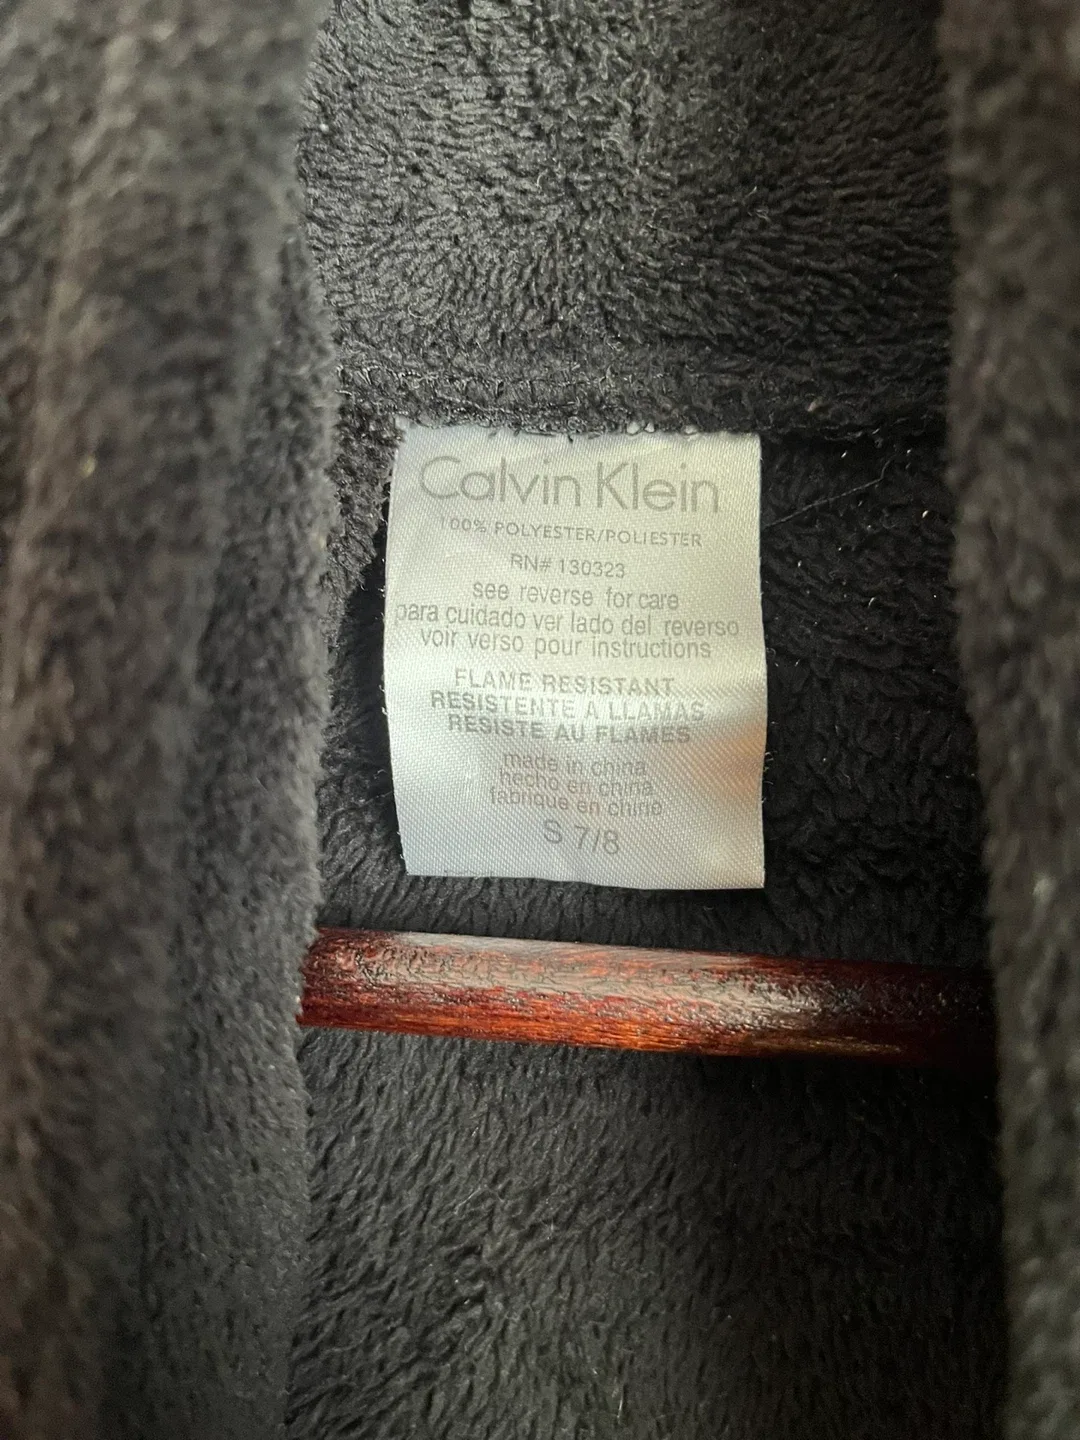 Calvin Klein
100% POLYESTER/POLIESTER
RN# 130323
see reverse for care
para cuidado ver lado del reverso
voir verso pour instructions
FLAME RESISTANT
RESISTENTE A LLAMAS
RESISTE AU FLAMES
made in china
hecho en china
fabrique en chine
S 7/8